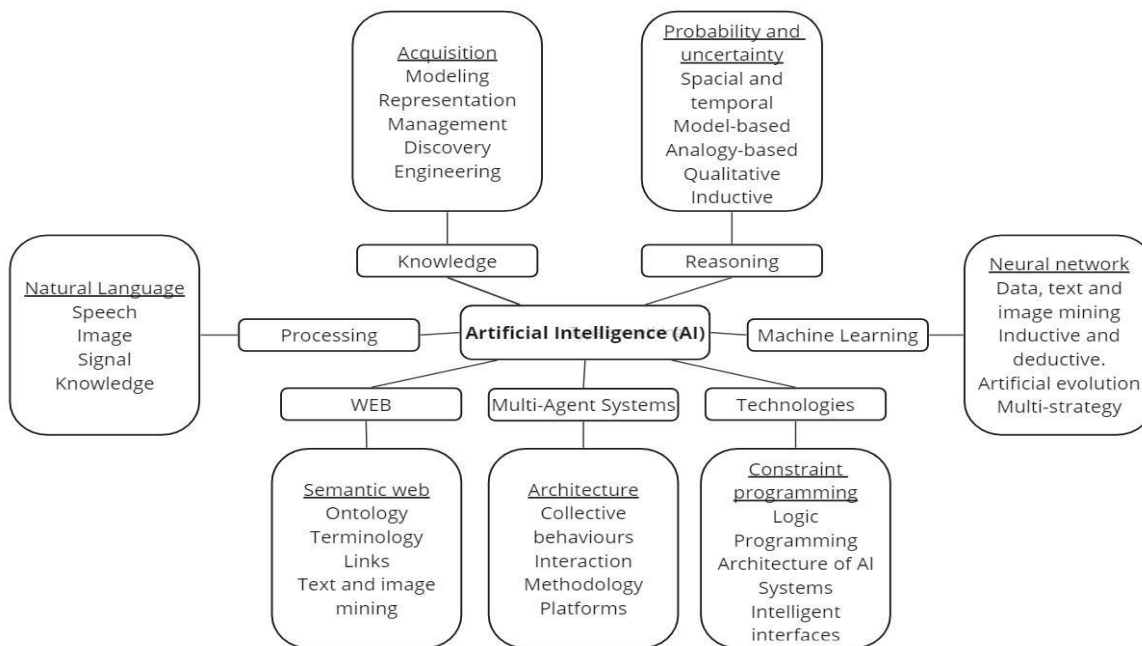 Acquisition
Modeling
Representation
Management
Discovery
Engineering
Probability and
uncertainty
Spacial and
temporal
Model-based
Analogy-based
Qualitative
Inductive
Knowledge
Reasoning
Natural Language
Speech
Image
Signal
Knowledge
Processing
Artificial Intelligence (AI)
Machine Learning
Neural network
Data, text and
image mining
Inductive and
deductive.
Artificial evolution
Multi-strategy
WEB
Multi-Agent Systems
Technologies
Semantic web
Ontology
Terminology
Links
Text and image
mining
Architecture
Collective
behaviours
Interaction
Methodology
Platforms
Constraint
programming
Logic
Programming
Architecture of AI
Systems
Intelligent
interfaces